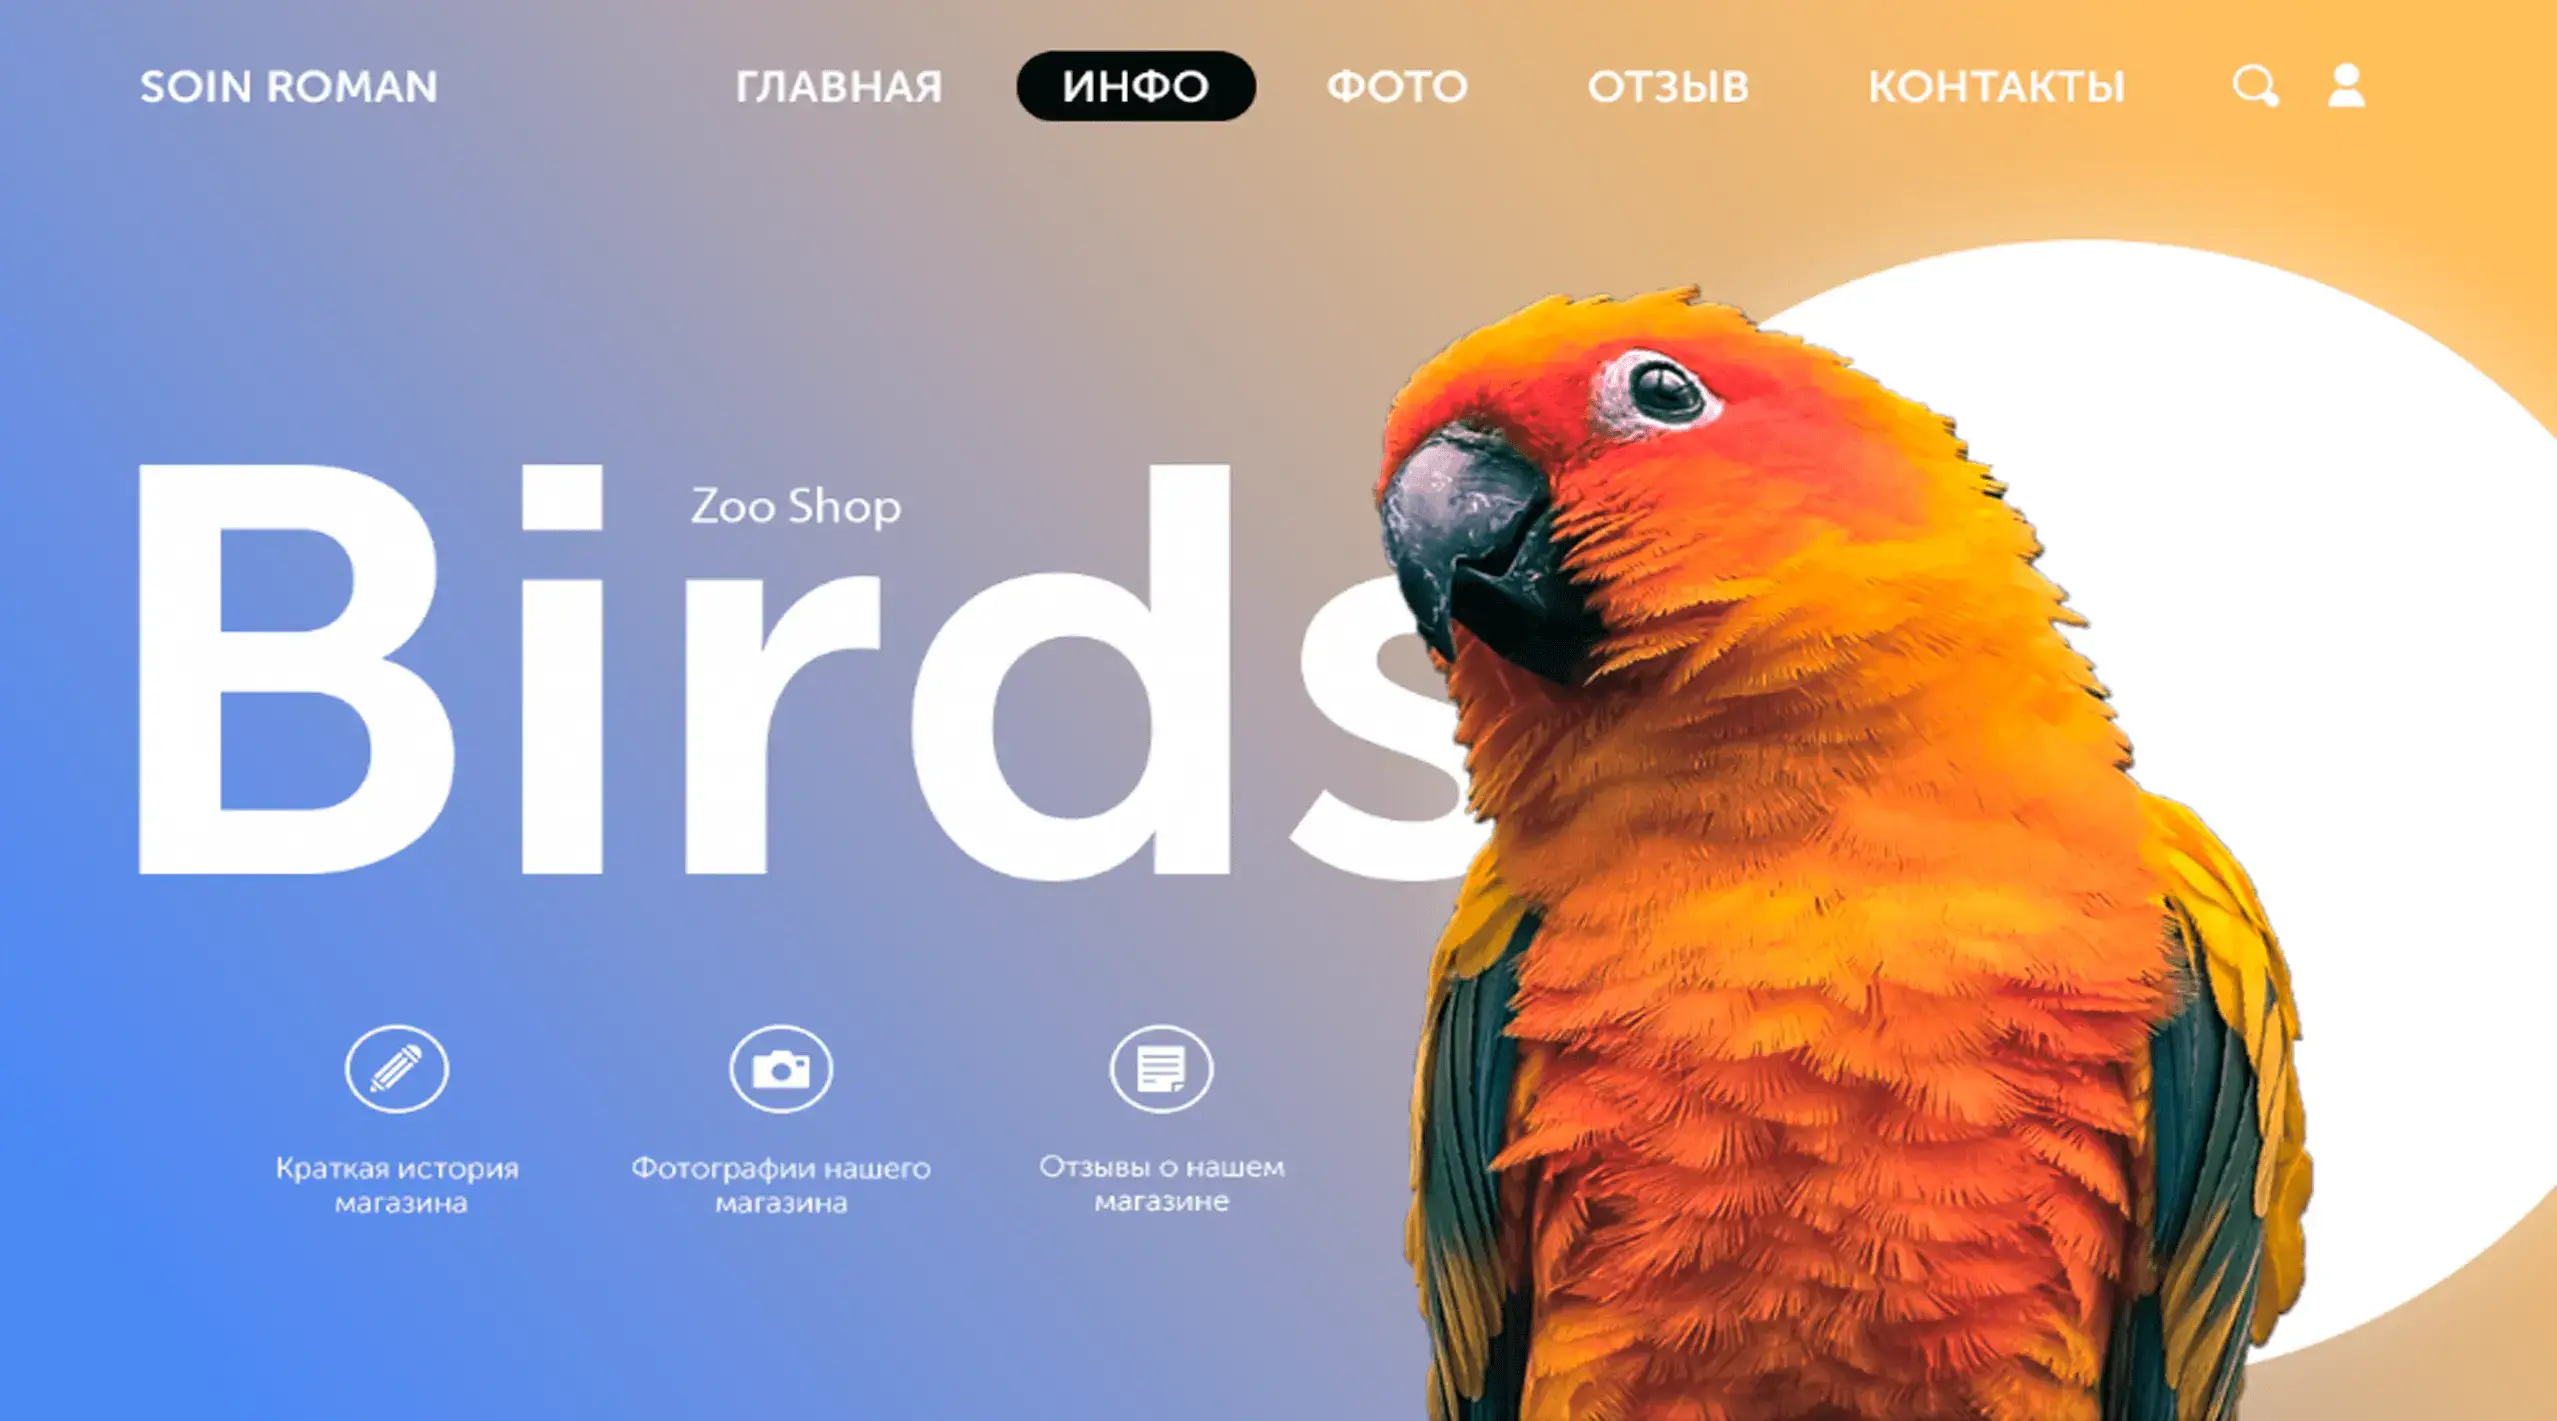 SOIN ROMAN ГЛАВНАЯ ИНФО ФОТО ОТЗЫВ КОНТАКТЫ
Zoo Shop
Birds
Краткая история
магазина
Фотографии нашего
магазина
Отзывы о нашем
магазине